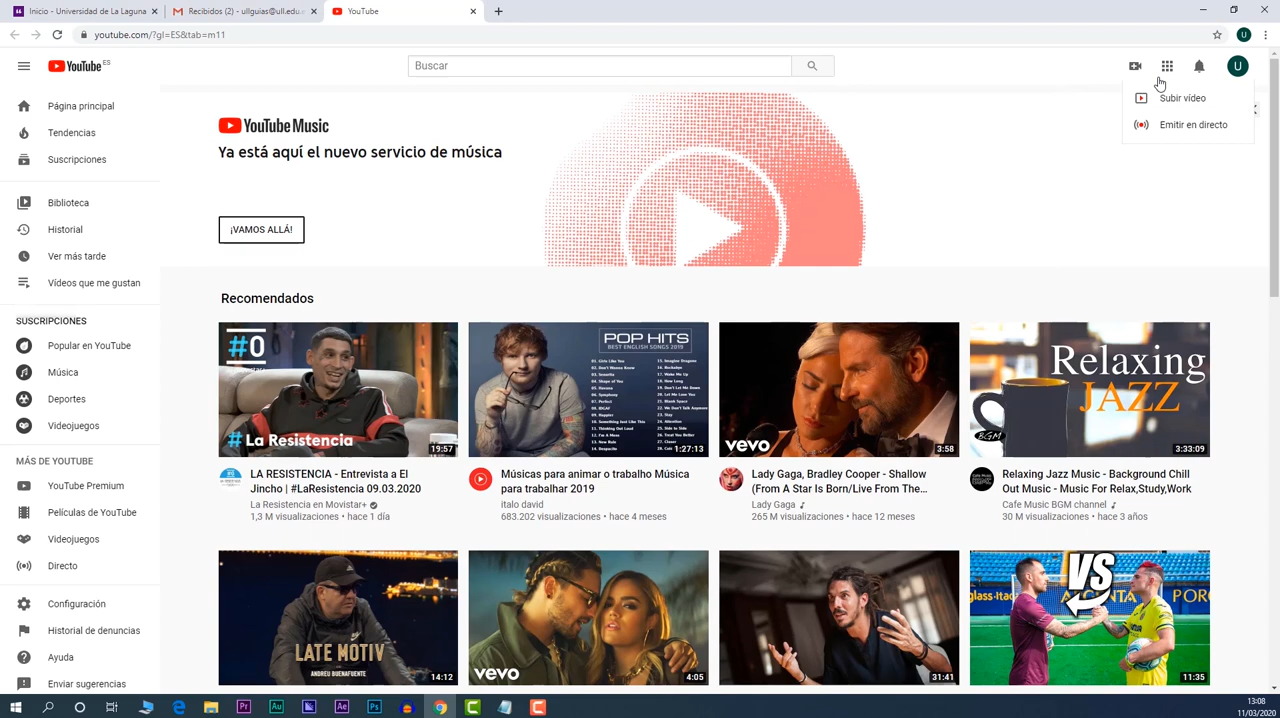 Inicio - Universidad de La Laguna
Recibidos (2) - ullguias@ull.edu.e
YouTube
youtube.com/?gl=ES&tab=m11
U
YouTube ES
Buscar
U
Subir vídeo
Emitir en directo
Página principal
Tendencias
Suscripciones
Biblioteca
Historial
Ver más tarde
Vídeos que me gustan
SUSCRIPCIONES
Popular en YouTube
Música
Deportes
Videojuegos
MÁS DE YOUTUBE
YouTube Premium
Películas de YouTube
Videojuegos
Directo
Configuración
Historial de denuncias
Ayuda
Enviar sugerencias
YouTube Music
Ya está aquí el nuevo servicio de música
¡VAMOS ALLÁ!
Recomendados
#0
# La Resistencia
19:57
LA RESISTENCIA - Entrevista a El
Jincho | #LaResistencia 09.03.2020
La Resistencia en Movistar+
1,3 M visualizaciones • hace 1 día
POP HITS
BEST ENGLISH SONGS 2019
1:27:13
Músicas para animar o trabalho Música
para trabalhar 2019
italo david
683.202 visualizaciones • hace 4 meses
vevo
3:58
Lady Gaga, Bradley Cooper - Shallow
(From A Star Is Born/Live From The...
Lady Gaga
265 M visualizaciones • hace 12 meses
Relaxing
JAZZ
BGM
3:33:09
Relaxing Jazz Music - Background Chill
Out Music - Music For Relax,Study,Work
Cafe Music BGM channel
30 M visualizaciones • hace 3 años
LATE MOTIV
ANDREU BUENAFUENTE
14:12
vevo
4:05
31:41
VS
11:35
Pr
Au
Ae
Ps
13:08
11/03/2020